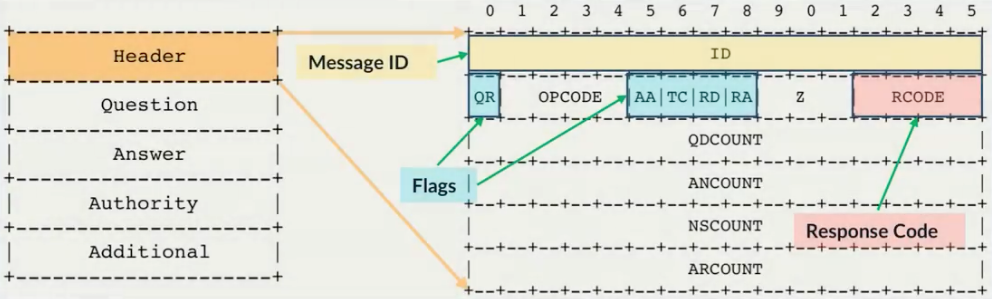 0 1 2 3 4 5 6 7 8 9 0 1 2 3 4 5
Header
Question
Answer
Authority
Additional
Message ID
ID
QR OPCODE AA|TC|RD|RA Z RCODE
QDCOUNT
Flags
ANCOUNT
NSCOUNT
Response Code
ARCOUNT